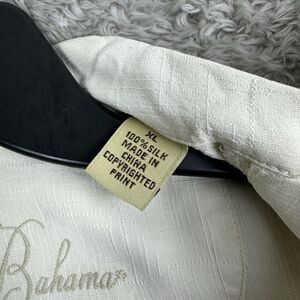 XL
100% SILK
MADE IN
CHINA
COPYRIGHTED
PRINT
Bahama